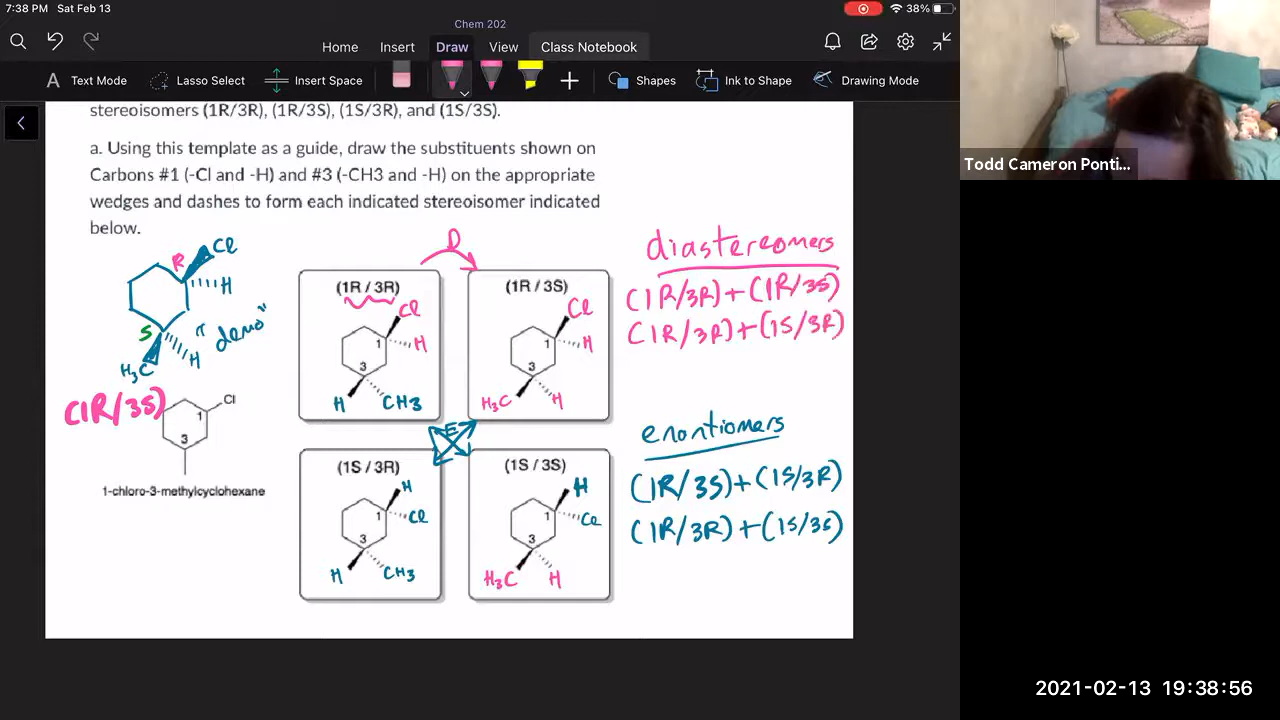 7:38 PM Sat Feb 13
38%
Chem 202
Home Insert Draw View Class Notebook
Text Mode Lasso Select Insert Space Shapes Ink to Shape Drawing Mode
stereoisomers (1R/3R), (1R/3S), (1S/3R), and (1S/3S).
a. Using this template as a guide, draw the substituents shown on
Carbons #1 (-Cl and -H) and #3 (-CH3 and -H) on the appropriate
wedges and dashes to form each indicated stereoisomer indicated
below.
R Cl
H
S
H
H3C
"demo"
(1R/3S)
Cl
1
3
1-chloro-3-methylcyclohexane
D
(1R / 3R)
Cl
1 H
3
H CH3
(1R / 3S)
Cl
1 H
3
H3C H
E
(1S / 3R)
H
1 Cl
3
H CH3
(1S / 3S)
H
1 Cl
3
H3C H
diastereomers
(1R/3R)+(1R/3S)
(1R/3R)+(1S/3R)
enontiomers
(1R/3S)+(1S/3R)
(1R/3R)+(1S/3S)
Todd Cameron Ponti...
2021-02-13 19:38:56